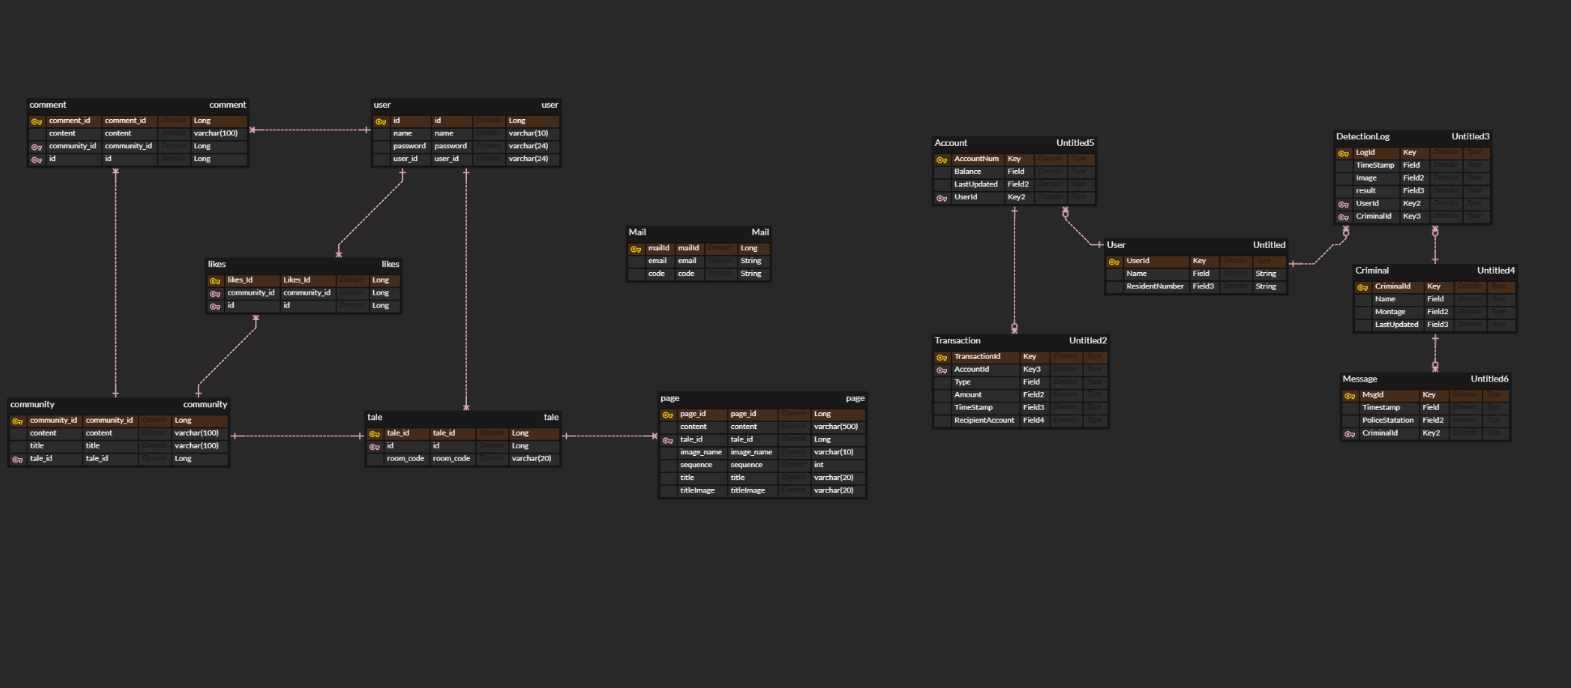 comment comment
comment_id comment_id Domain Long
content content Domain varchar(100)
community_id community_id Domain Long
id id Domain Long
user user
id id Domain Long
name name Domain varchar(10)
password password Domain varchar(24)
user_id user_id Domain varchar(24)
likes likes
likes_Id Likes_Id Domain Long
community_id community_id Domain Long
id id Domain Long
community community
community_id community_id Domain Long
content content Domain varchar(100)
title title Domain varchar(100)
tale_id tale_id Domain Long
tale tale
tale_id tale_id Domain Long
id id Domain Long
room_code room_code Domain varchar(20)
Mail Mail
mailId mailId Domain Long
email email Domain String
code code Domain String
page page
page_id page_id Domain Long
content content Domain varchar(500)
tale_id tale_id Domain Long
image_name image_name Domain varchar(10)
sequence sequence Domain int
title title Domain varchar(20)
titleImage titleImage Domain varchar(20)
Account Untitled5
AccountNum Key Domain Type
Balance Field Domain Type
LastUpdated Field2 Domain Type
UserId Key2 Domain Type
User Untitled
UserId Key Domain Type
Name Field Domain String
ResidentNumber Field3 Domain String
Transaction Untitled2
TransactionId Key Domain Type
AccountId Key3 Domain Type
Type Field Domain Type
Amount Field2 Domain Type
TimeStamp Field3 Domain Type
RecipientAccount Field4 Domain Type
DetectionLog Untitled3
LogId Key Domain Type
TimeStamp Field Domain Type
Image Field2 Domain Type
result Field3 Domain Type
UserId Key2 Domain Type
CriminalId Key3 Domain Type
Criminal Untitled4
CriminalId Key Domain Type
Name Field Domain Type
Montage Field2 Domain Type
LastUpdated Field3 Domain Type
Message Untitled6
MsgId Key Domain Type
Timestamp Field Domain Type
PoliceStatation Field2 Domain Type
CriminalId Key2 Domain Type